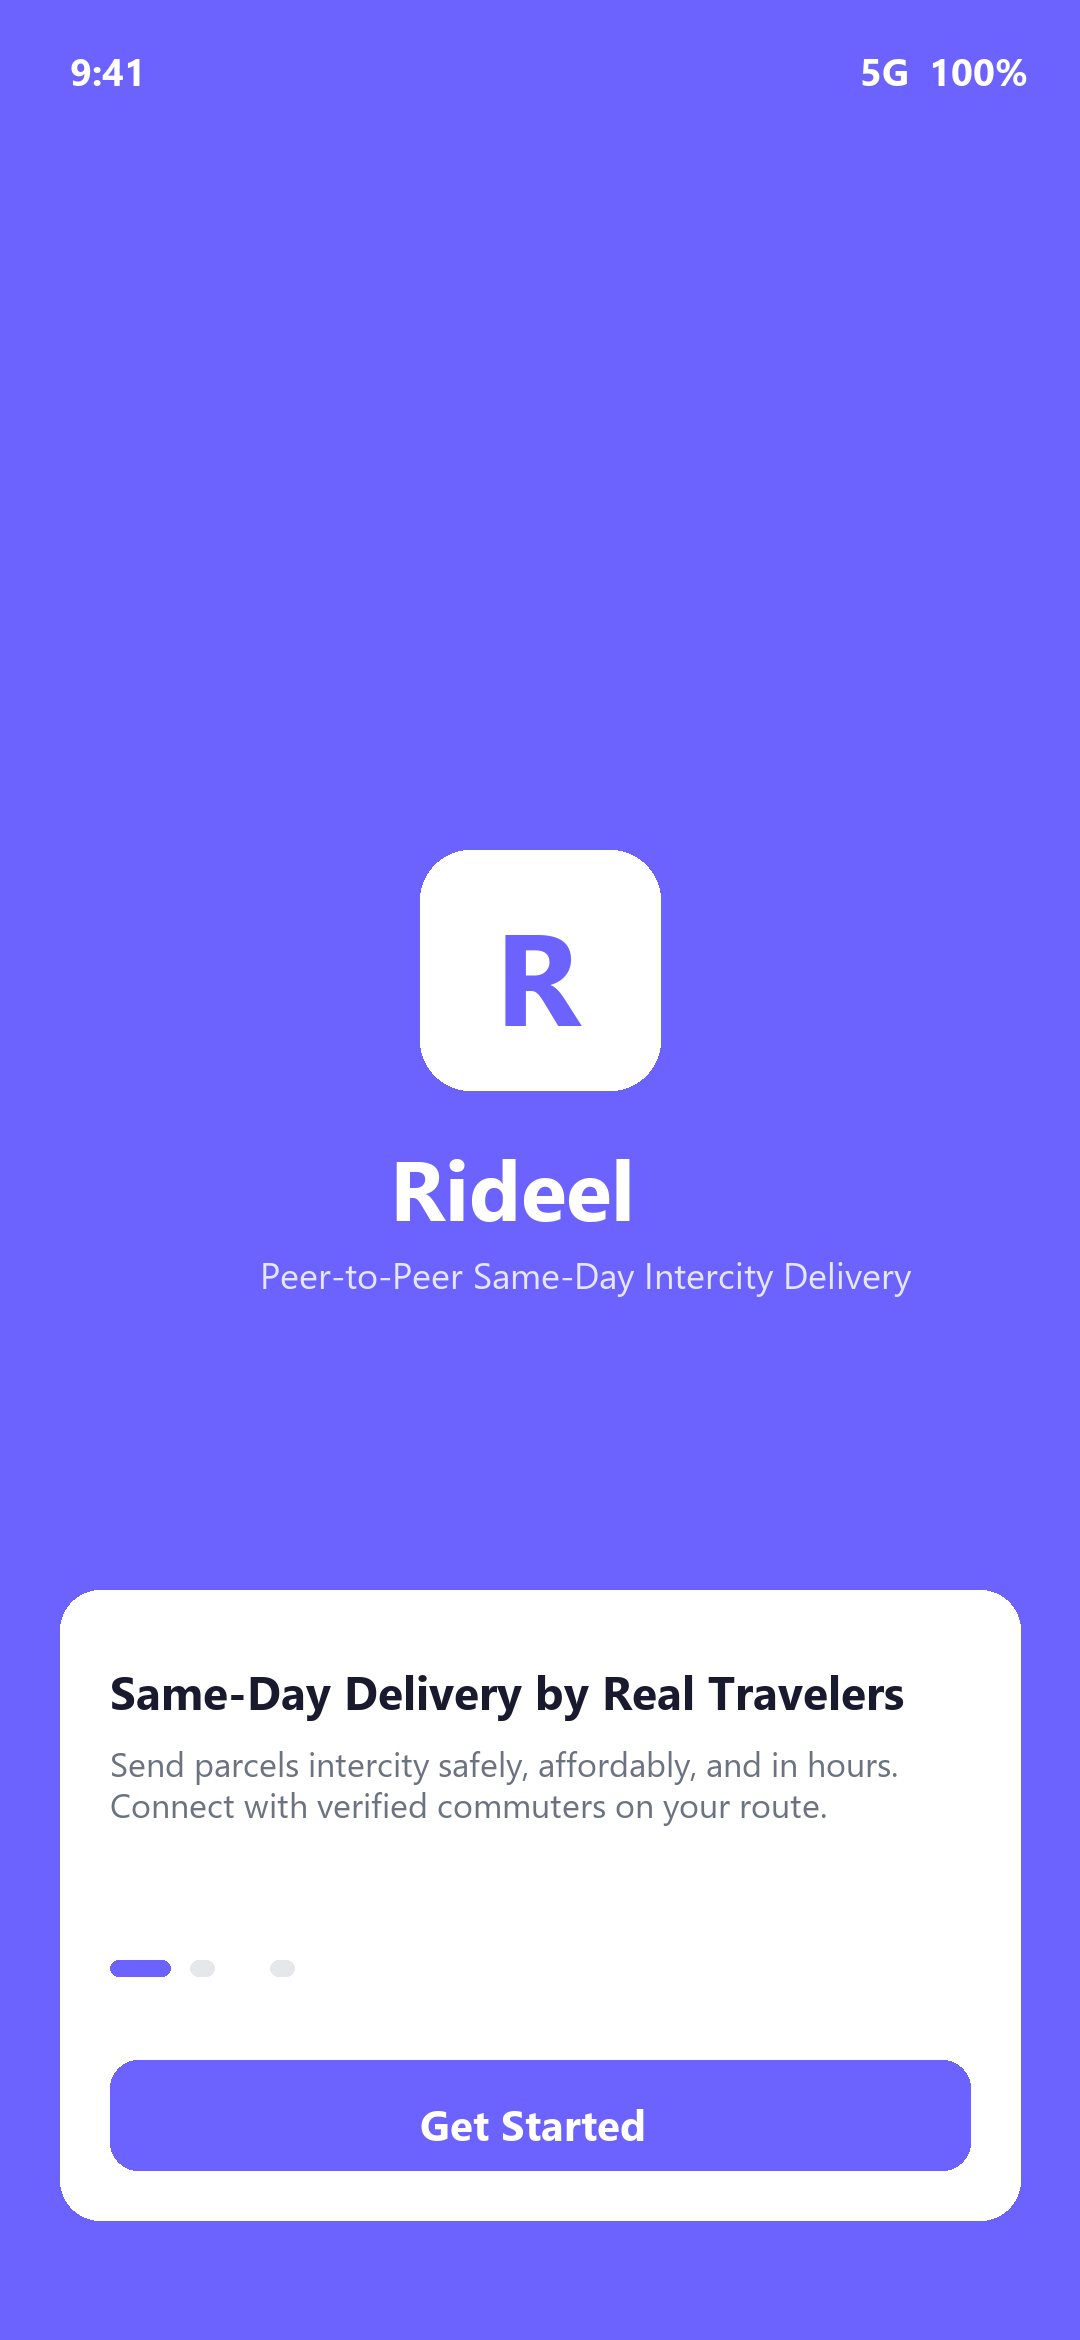 9:41
5G 100%
R
Rideel
Peer-to-Peer Same-Day Intercity Delivery
Same-Day Delivery by Real Travelers
Send parcels intercity safely, affordably, and in hours.
Connect with verified commuters on your route.
Get Started